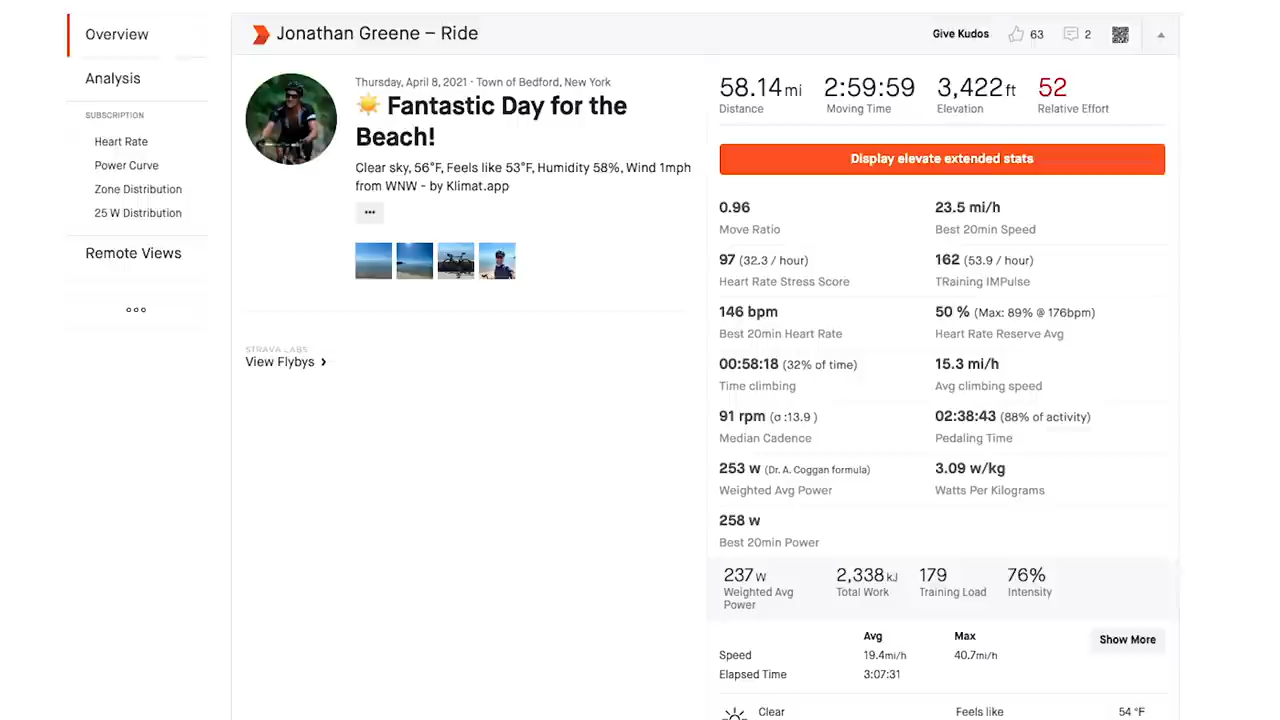 Overview
Analysis
SUBSCRIPTION
Heart Rate
Power Curve
Zone Distribution
25 W Distribution
Remote Views
Jonathan Greene – Ride
Give Kudos
63
2
Thursday, April 8, 2021 · Town of Bedford, New York
☀️ Fantastic Day for the
Beach!
Clear sky, 56°F, Feels like 53°F, Humidity 58%, Wind 1mph
from WNW - by Klimat.app
STRAVA LABS
View Flybys
58.14mi 2:59:59 3,422ft 52
Distance Moving Time Elevation Relative Effort
Display elevate extended stats
0.96 23.5 mi/h
Move Ratio Best 20min Speed
97 (32.3 / hour) 162 (53.9 / hour)
Heart Rate Stress Score TRaining IMPulse
146 bpm 50 % (Max: 89% @ 176bpm)
Best 20min Heart Rate Heart Rate Reserve Avg
00:58:18 (32% of time) 15.3 mi/h
Time climbing Avg climbing speed
91 rpm (σ :13.9 ) 02:38:43 (88% of activity)
Median Cadence Pedaling Time
253 w (Dr. A. Coggan formula) 3.09 w/kg
Weighted Avg Power Watts Per Kilograms
258 w
Best 20min Power
237 W 2,338 kJ 179 76%
Weighted Avg Total Work Training Load Intensity
Power
Avg Max Show More
Speed 19.4mi/h 40.7mi/h
Elapsed Time 3:07:31
Clear Feels like 54 °F